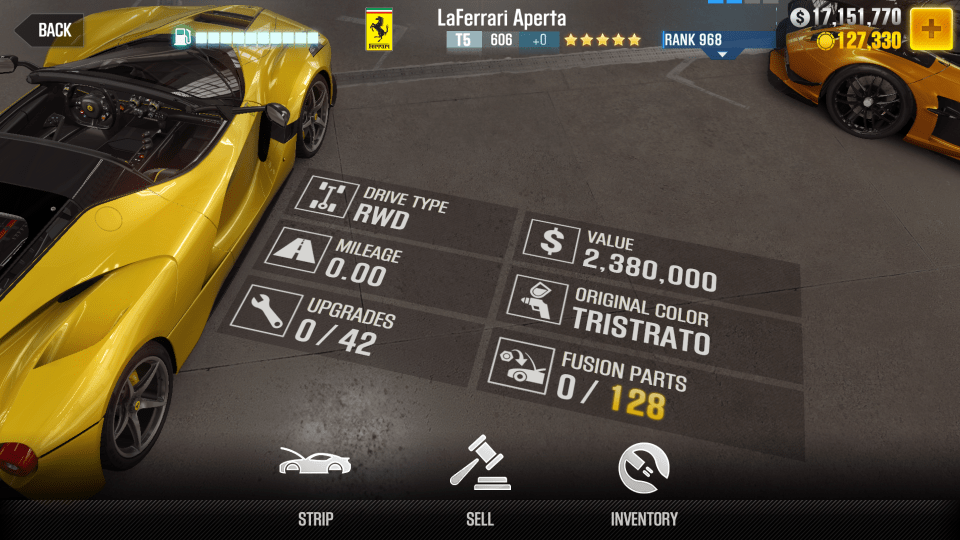 BACK
LaFerrari Aperta
T5 606 +0
RANK 968
17,151,770
127,330
DRIVE TYPE
RWD
MILEAGE
0.00
UPGRADES
0 / 42
VALUE
2,380,000
ORIGINAL COLOR
TRISTRATO
FUSION PARTS
0 / 128
STRIP
SELL
INVENTORY